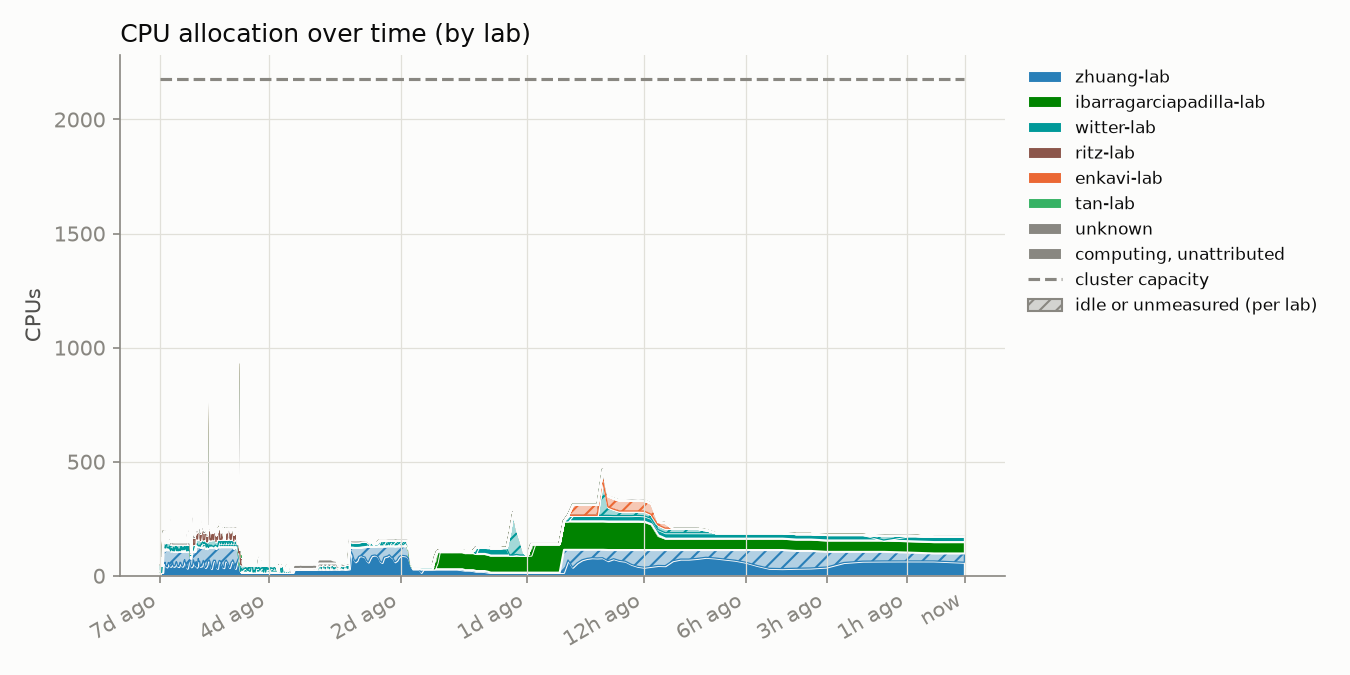 CPU allocation over time (by lab)
CPUs
2000
1500
1000
500
0
7d ago
4d ago
2d ago
1d ago
12h ago
6h ago
3h ago
1h ago
now
zhuang-lab
ibarragarciapadilla-lab
witter-lab
ritz-lab
enkavi-lab
tan-lab
unknown
computing, unattributed
cluster capacity
idle or unmeasured (per lab)